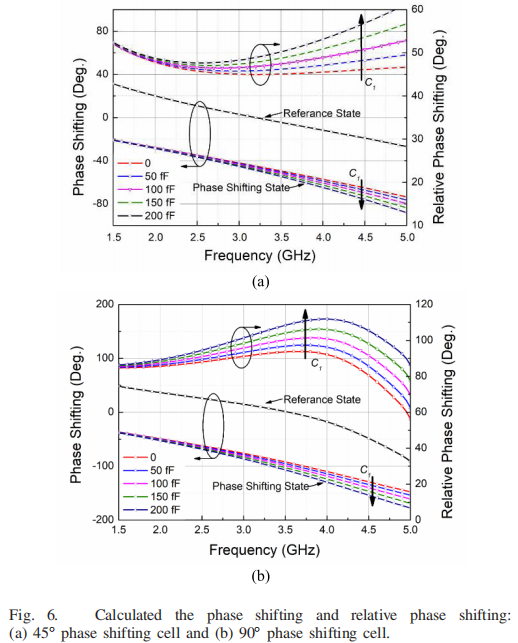 80
40
0
-40
-80
60
50
40
30
20
10
Phase Shifting (Deg.)
Relative Phase Shifting (Deg.)
C1
Referance State
0
50 fF
100 fF
150 fF
200 fF
Phase Shifting State
C1
1.5 2.0 2.5 3.0 3.5 4.0 4.5 5.0
Frequency (GHz)
(a)
200
100
0
-100
-200
120
100
80
60
40
20
0
Phase Shifting (Deg.)
Relative Phase Shifting (Deg.)
C1
Referance State
0
50 fF
100 fF
150 fF
200 fF
Phase Shifting State
C1
1.5 2.0 2.5 3.0 3.5 4.0 4.5 5.0
Frequency (GHz)
(b)
Fig. 6. Calculated the phase shifting and relative phase shifting:
(a) 45° phase shifting cell and (b) 90° phase shifting cell.